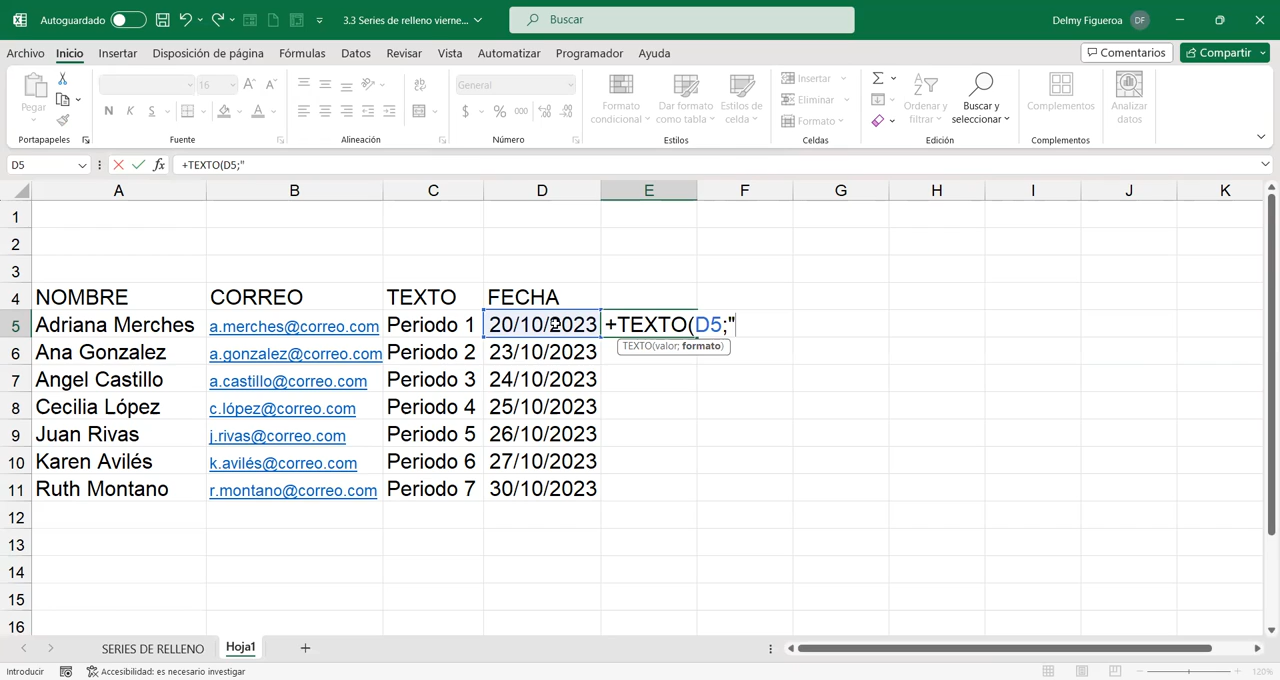 Autoguardado 3.3 Series de relleno vierne... Buscar Delmy Figueroa DF
Archivo Inicio Insertar Disposición de página Fórmulas Datos Revisar Vista Automatizar Programador Ayuda Comentarios Compartir
Pegar
16
General
Formato condicional
Dar formato como tabla
Estilos de celda
Insertar
Eliminar
Formato
Ordenar y filtrar
Buscar y seleccionar
Complementos
Analizar datos
N K S
$ % 000
Portapapeles Fuente Alineación Número Estilos Celdas Edición Complementos
D5 fx +TEXTO(D5;"
A B C D E F G H I J K
1
2
3
4 NOMBRE CORREO TEXTO FECHA
5 Adriana Merches a.merches@correo.com Periodo 1 20/10/2023 +TEXTO(D5;"
TEXTO(valor; formato)
6 Ana Gonzalez a.gonzalez@correo.com Periodo 2 23/10/2023
7 Angel Castillo a.castillo@correo.com Periodo 3 24/10/2023
8 Cecilia López c.lópez@correo.com Periodo 4 25/10/2023
9 Juan Rivas j.rivas@correo.com Periodo 5 26/10/2023
10 Karen Avilés k.avilés@correo.com Periodo 6 27/10/2023
11 Ruth Montano r.montano@correo.com Periodo 7 30/10/2023
12
13
14
15
16
SERIES DE RELLENO Hoja1
Introducir Accesibilidad: es necesario investigar 120%